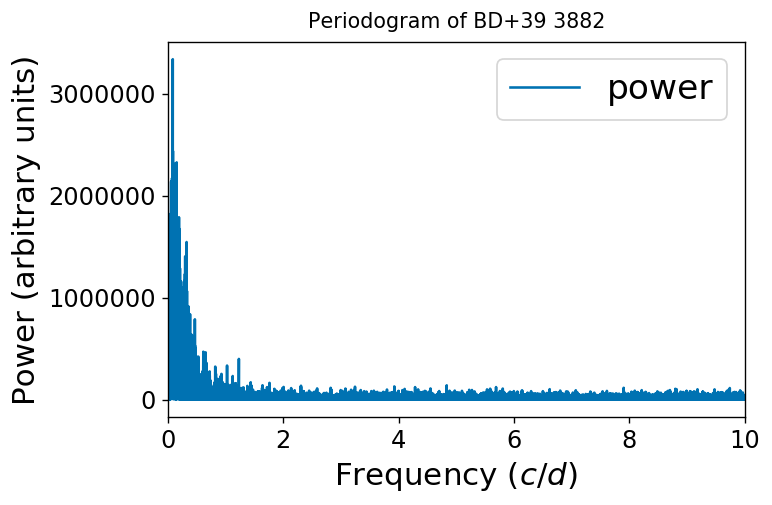 Periodogram of BD+39 3882
power
Power (arbitrary units)
3000000
2000000
1000000
0
0 2 4 6 8 10
Frequency (c/d)